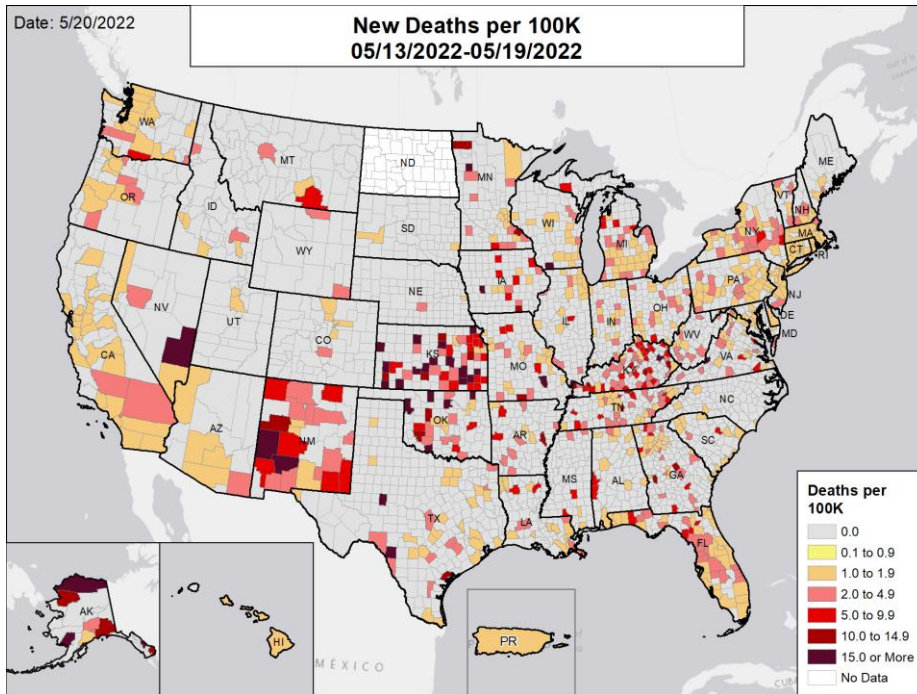 Date: 5/20/2022
New Deaths per 100K
05/13/2022-05/19/2022
WA
MT
ND
MN
ME
OR
ID
WY
SD
WI
MI
NY
VT
NH
MA
CT
RI
NV
UT
CO
NE
IA
IL
IN
OH
PA
NJ
DE
MD
CA
KS
MO
KY
WV
VA
AZ
NM
OK
AR
TN
NC
SC
TX
LA
MS
AL
GA
FL
AK
HI
PR
MÉXICO
Deaths per
100K
0.0
0.1 to 0.9
1.0 to 1.9
2.0 to 4.9
5.0 to 9.9
10.0 to 14.9
15.0 or More
No Data